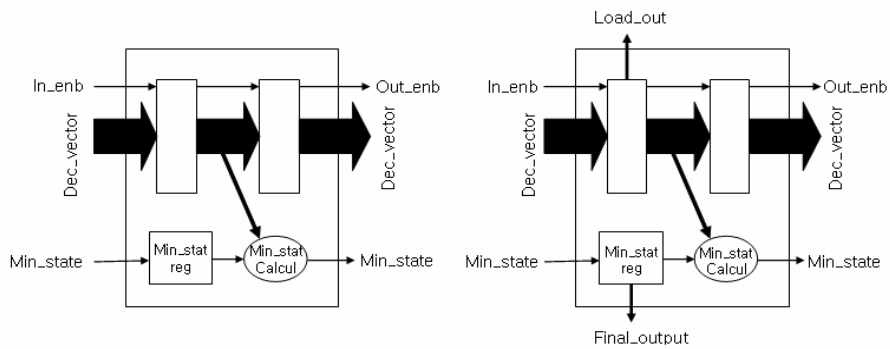 In_enb
Out_enb
Dec_vector
Dec_vector
Min_state
Min_stat
reg
Min_stat
Calcul
Min_state
Load_out
In_enb
Out_enb
Dec_vector
Dec_vector
Min_state
Min_stat
reg
Min_stat
Calcul
Min_state
Final_output